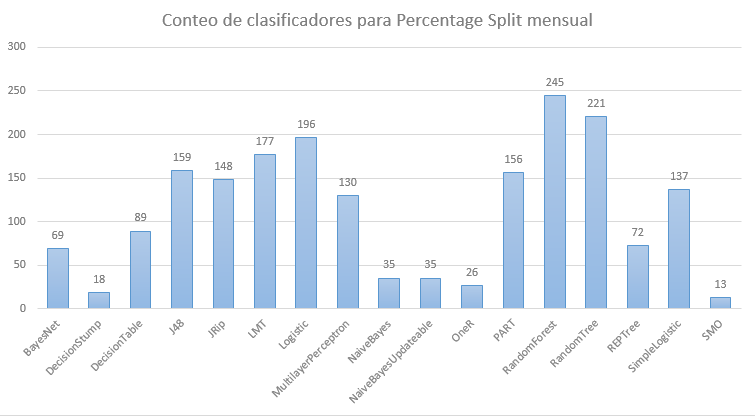 Conteo de clasificadores para Percentage Split mensual
300
250
200
150
100
50
0
69
18
89
159
148
177
196
130
35
35
26
156
245
221
72
137
13
BayesNet
DecisionStump
DecisionTable
J48
JRip
LMT
Logistic
MultilayerPerceptron
NaiveBayes
NaiveBayesUpdateable
OneR
PART
RandomForest
RandomTree
REPTree
SimpleLogistic
SMO